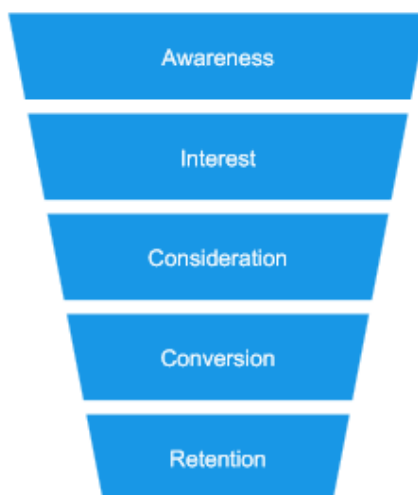 Awareness
Interest
Consideration
Conversion
Retention